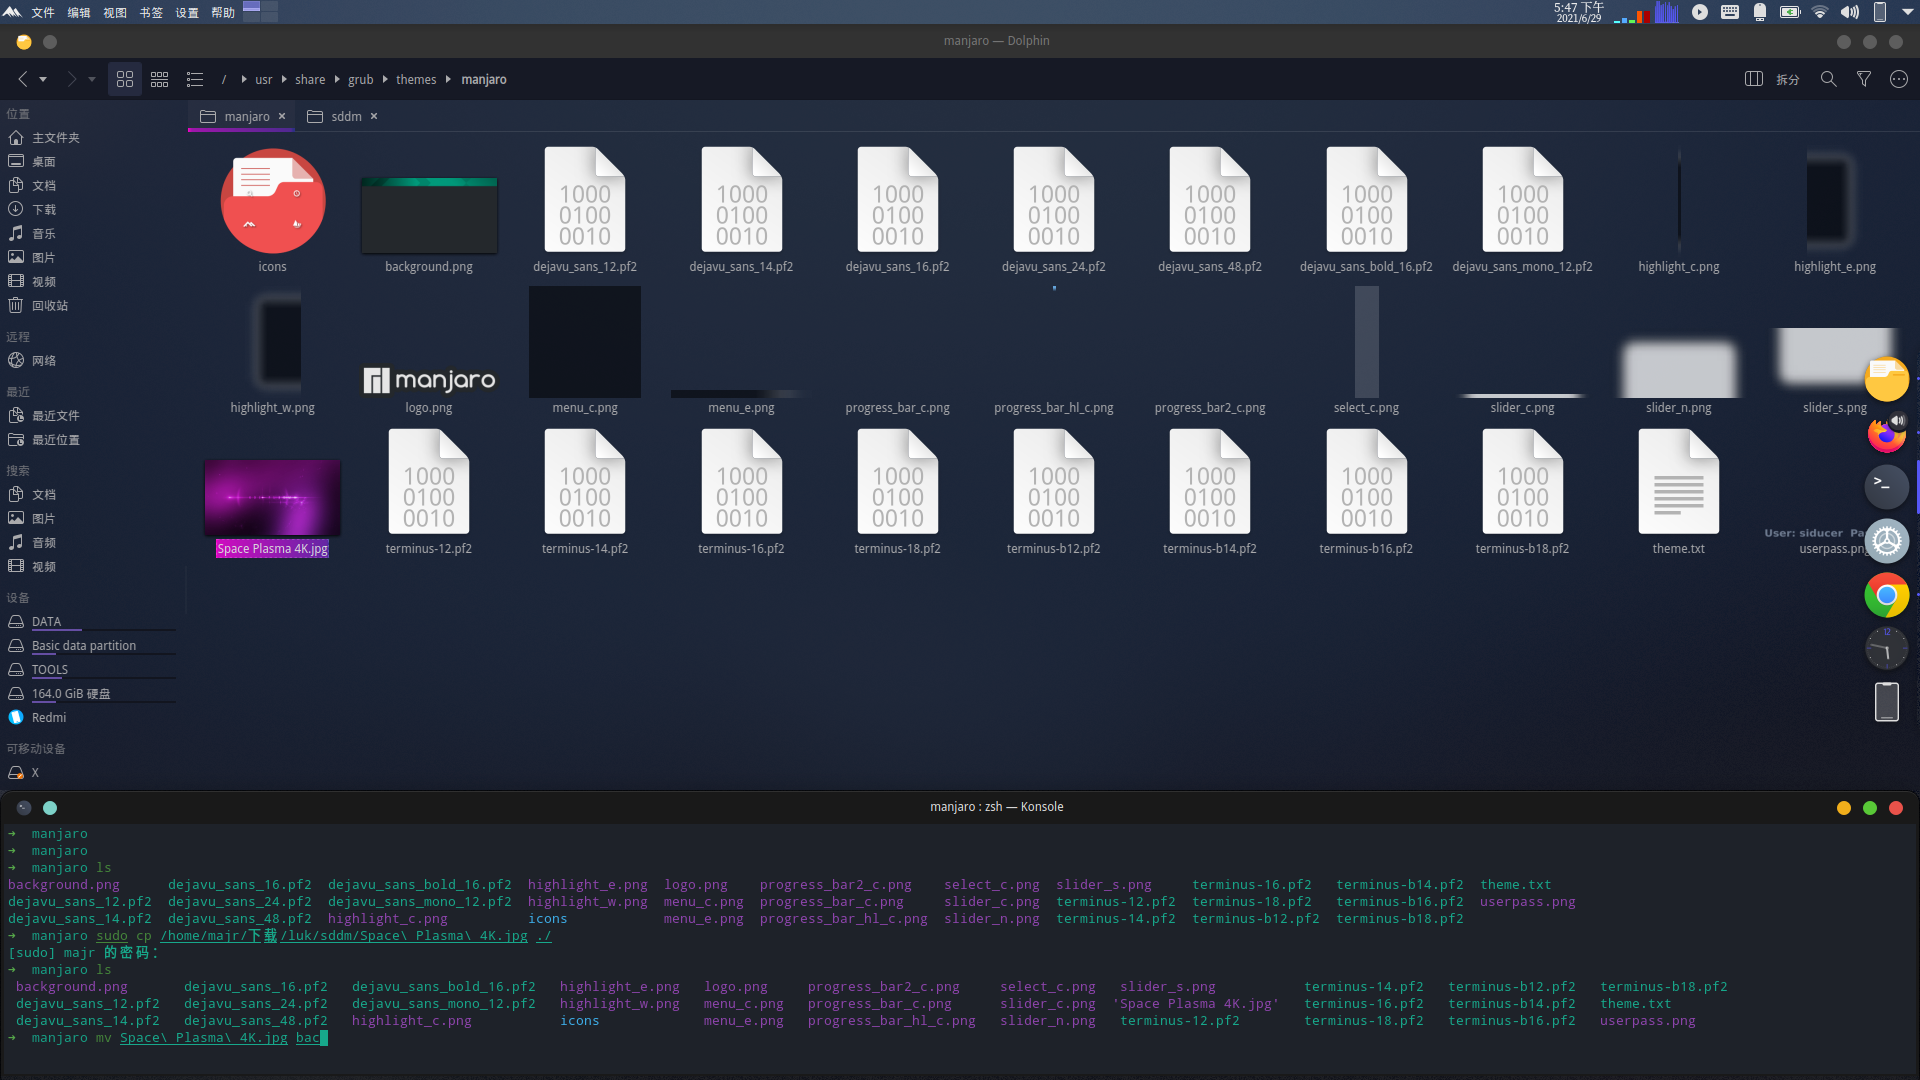 文件 编辑 视图 书签 设置 帮助
5:47 下午
2021/6/29
manjaro — Dolphin
/ usr share grub themes manjaro
拆分
manjaro
sddm
位置
主文件夹
桌面
文档
下载
音乐
图片
视频
回收站
远程
网络
最近
最近文件
最近位置
搜索
文档
图片
音频
视频
设备
DATA
Basic data partition
TOOLS
164.0 GiB 硬盘
Redmi
可移动设备
X
icons background.png dejavu_sans_12.pf2 dejavu_sans_14.pf2 dejavu_sans_16.pf2 dejavu_sans_24.pf2 dejavu_sans_48.pf2 dejavu_sans_bold_16.pf2 dejavu_sans_mono_12.pf2 highlight_c.png highlight_e.png
manjaro
highlight_w.png logo.png menu_c.png menu_e.png progress_bar_c.png progress_bar_hl_c.png progress_bar2_c.png select_c.png slider_c.png slider_n.png slider_s.png
User: siducer Pa
Space Plasma 4K.jpg terminus-12.pf2 terminus-14.pf2 terminus-16.pf2 terminus-18.pf2 terminus-b12.pf2 terminus-b14.pf2 terminus-b16.pf2 terminus-b18.pf2 theme.txt userpass.png
manjaro : zsh — Konsole
→ manjaro
→ manjaro
→ manjaro ls
background.png dejavu_sans_16.pf2 dejavu_sans_bold_16.pf2 highlight_e.png logo.png progress_bar2_c.png select_c.png slider_s.png terminus-16.pf2 terminus-b14.pf2 theme.txt
dejavu_sans_12.pf2 dejavu_sans_24.pf2 dejavu_sans_mono_12.pf2 highlight_w.png menu_c.png progress_bar_c.png slider_c.png terminus-12.pf2 terminus-18.pf2 terminus-b16.pf2 userpass.png
dejavu_sans_14.pf2 dejavu_sans_48.pf2 highlight_c.png icons menu_e.png progress_bar_hl_c.png slider_n.png terminus-14.pf2 terminus-b12.pf2 terminus-b18.pf2
→ manjaro sudo cp /home/majr/下载/luk/sddm/Space\ Plasma\ 4K.jpg ./
[sudo] majr 的密码：
→ manjaro ls
background.png dejavu_sans_16.pf2 dejavu_sans_bold_16.pf2 highlight_e.png logo.png progress_bar2_c.png select_c.png slider_s.png terminus-14.pf2 terminus-b12.pf2 terminus-b18.pf2
dejavu_sans_12.pf2 dejavu_sans_24.pf2 dejavu_sans_mono_12.pf2 highlight_w.png menu_c.png progress_bar_c.png slider_c.png 'Space Plasma 4K.jpg' terminus-16.pf2 terminus-b14.pf2 theme.txt
dejavu_sans_14.pf2 dejavu_sans_48.pf2 highlight_c.png icons menu_e.png progress_bar_hl_c.png slider_n.png terminus-12.pf2 terminus-18.pf2 terminus-b16.pf2 userpass.png
→ manjaro mv Space\ Plasma\ 4K.jpg bac